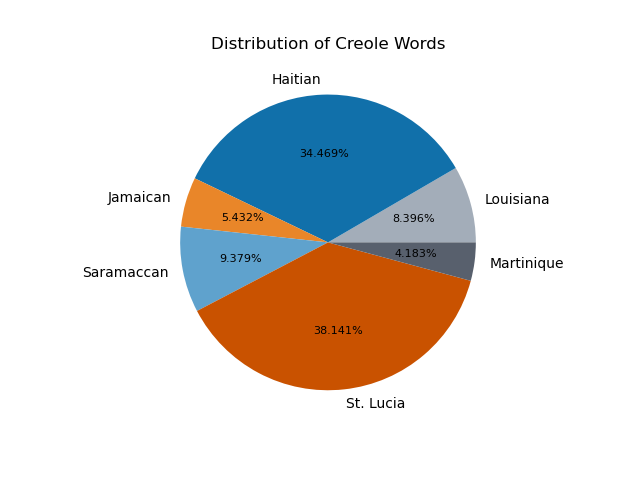 Distribution of Creole Words
Haitian
34.469%
Jamaican
5.432%
Louisiana
8.396%
Saramaccan
9.379%
Martinique
4.183%
38.141%
St. Lucia